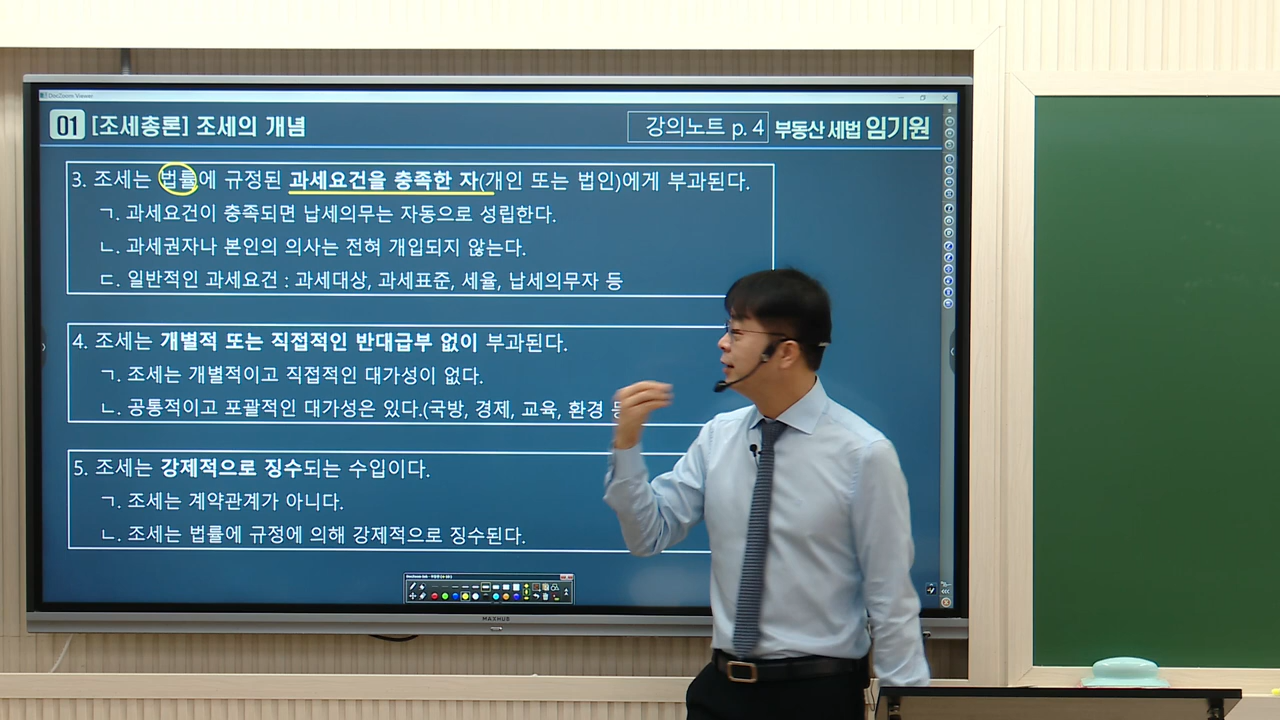 DocZoom Viewer
01 [조세총론] 조세의 개념
강의노트 p. 4 부동산 세법 임기원
3. 조세는 법률에 규정된 과세요건을 충족한 자(개인 또는 법인)에게 부과된다.
ㄱ. 과세요건이 충족되면 납세의무는 자동으로 성립한다.
ㄴ. 과세권자나 본인의 의사는 전혀 개입되지 않는다.
ㄷ. 일반적인 과세요건 : 과세대상, 과세표준, 세율, 납세의무자 등
4. 조세는 개별적 또는 직접적인 반대급부 없이 부과된다.
ㄱ. 조세는 개별적이고 직접적인 대가성이 없다.
ㄴ. 공통적이고 포괄적인 대가성은 있다.(국방, 경제, 교육, 환경
5. 조세는 강제적으로 징수되는 수입이다.
ㄱ. 조세는 계약관계가 아니다.
ㄴ. 조세는 법률에 규정에 의해 강제적으로 징수된다.
MAXHUB